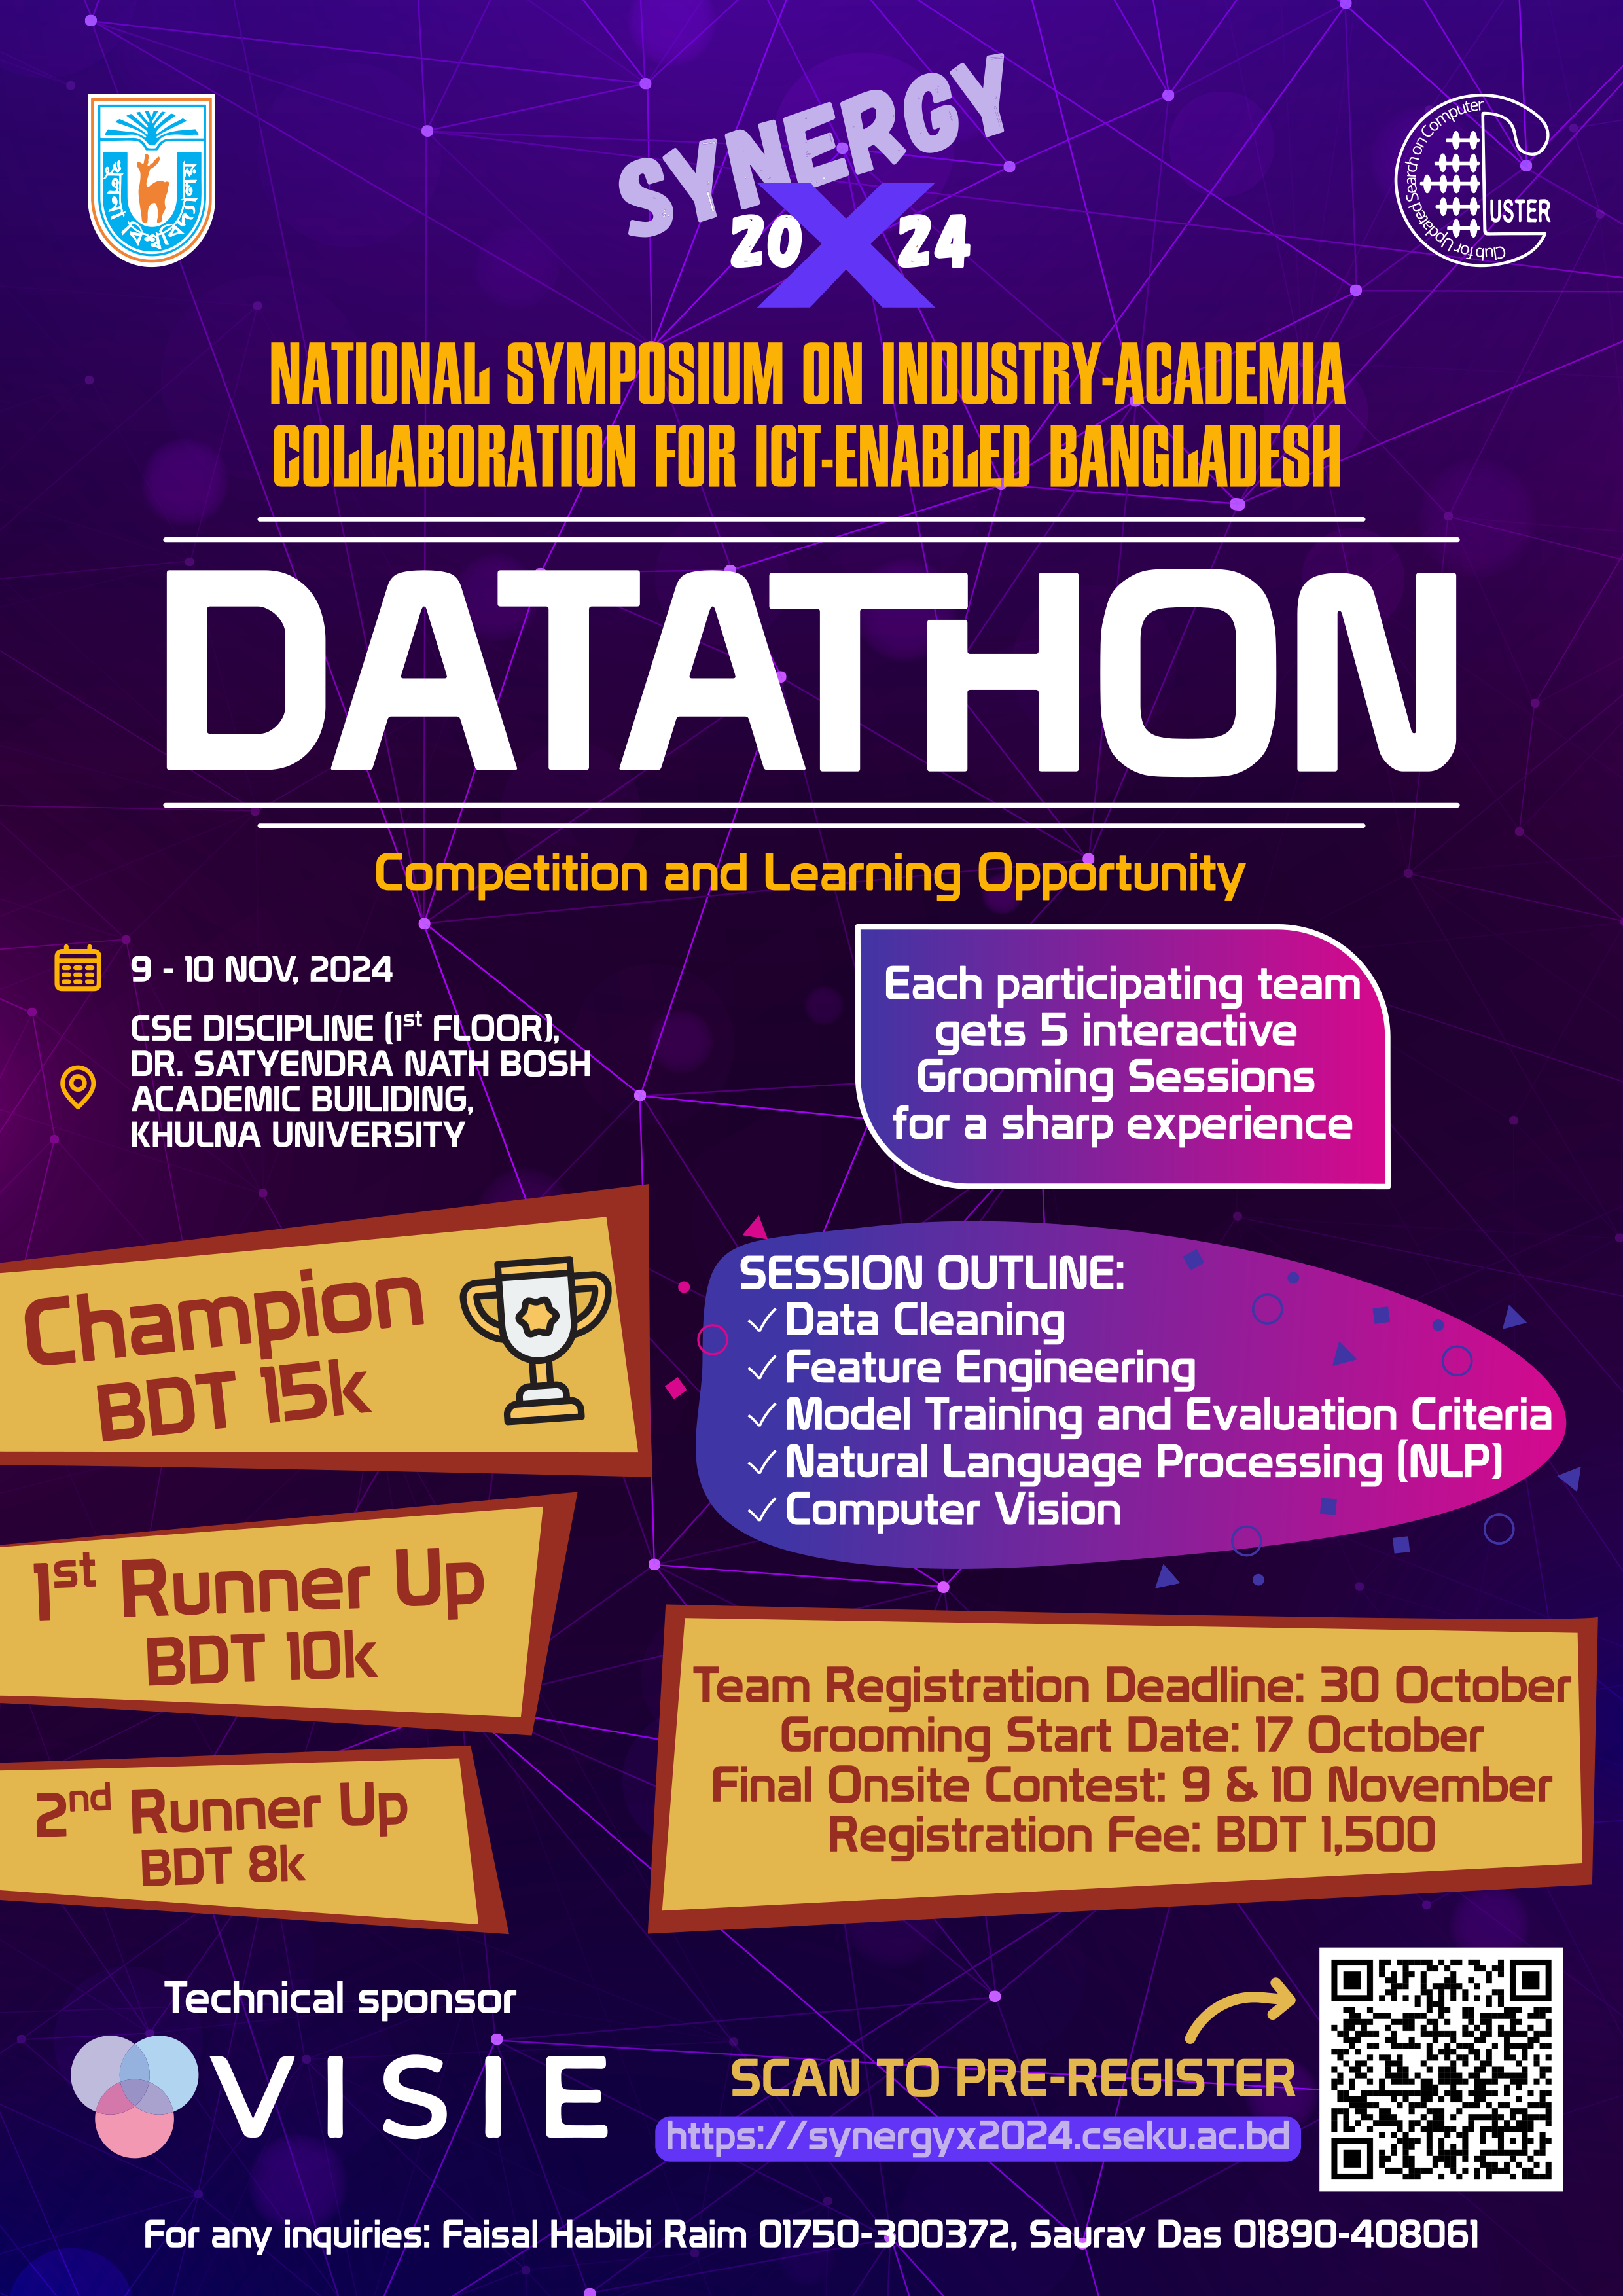 খুলনা বিশ্ববিদ্যালয়
SYNERGY
20 X 24
Club for Updated Search on Computer
CLUSTER
NATIONAL SYMPOSIUM ON INDUSTRY-ACADEMIA
COLLABORATION FOR ICT-ENABLED BANGLADESH
DATATHON
Competition and Learning Opportunity
9 - 10 NOV, 2024
CSE DISCIPLINE (1st FLOOR),
DR. SATYENDRA NATH BOSH
ACADEMIC BUILIDING,
KHULNA UNIVERSITY
Each participating team
gets 5 interactive
Grooming Sessions
for a sharp experience
Champion
BDT 15k
1st Runner Up
BDT 10k
2nd Runner Up
BDT 8k
SESSION OUTLINE:
✓ Data Cleaning
✓ Feature Engineering
✓ Model Training and Evaluation Criteria
✓ Natural Language Processing (NLP)
✓ Computer Vision
Team Registration Deadline: 30 October
Grooming Start Date: 17 October
Final Onsite Contest: 9 & 10 November
Registration Fee: BDT 1,500
Technical sponsor
VISIE
SCAN TO PRE-REGISTER
https://synergyx2024.cseku.ac.bd
For any inquiries: Faisal Habibi Raim 01750-300372, Saurav Das 01890-408061